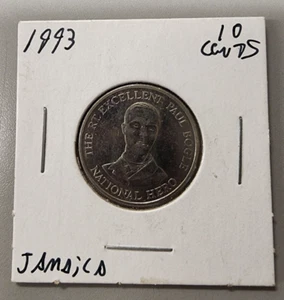 1993
10
CENTS
THE RT. EXCELLENT PAUL BOGLE
NATIONAL HERO
JAMAiCA